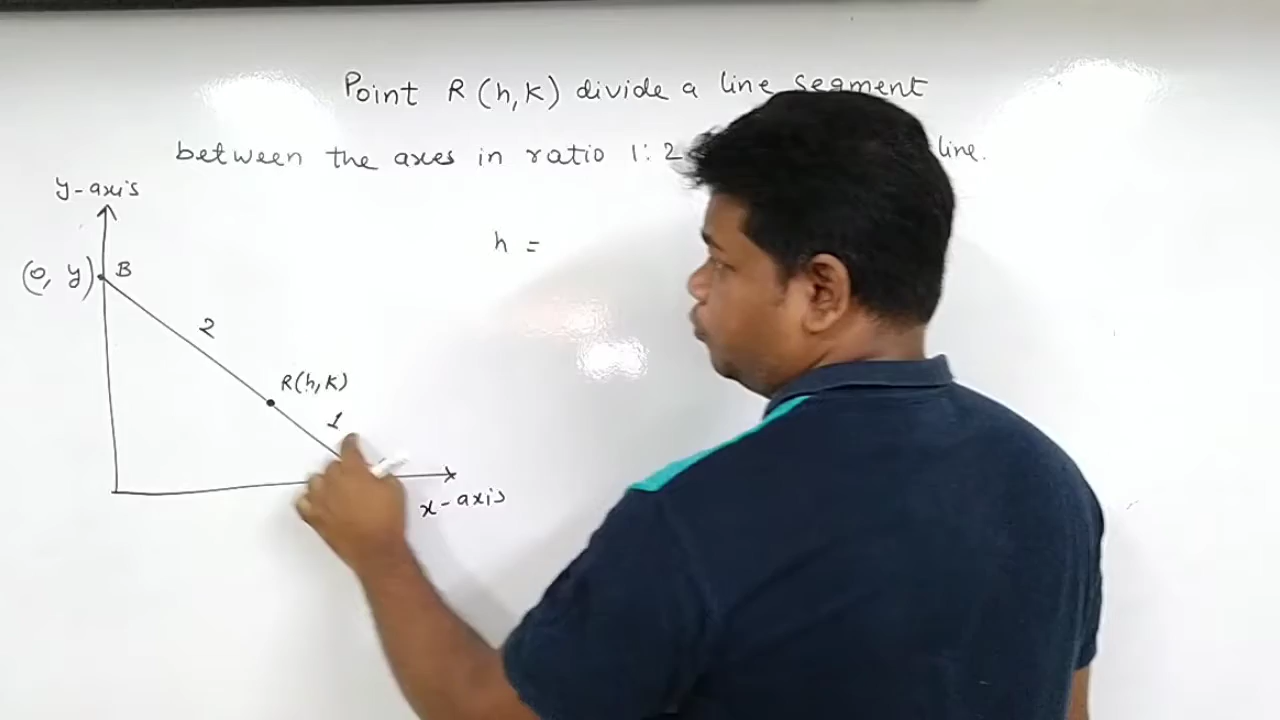 Point R (h, k) divide a line segment
between the axes in ratio 1:2 line.
y-axis
(0, y) B
h =
2
R(h, k)
1
x-axis